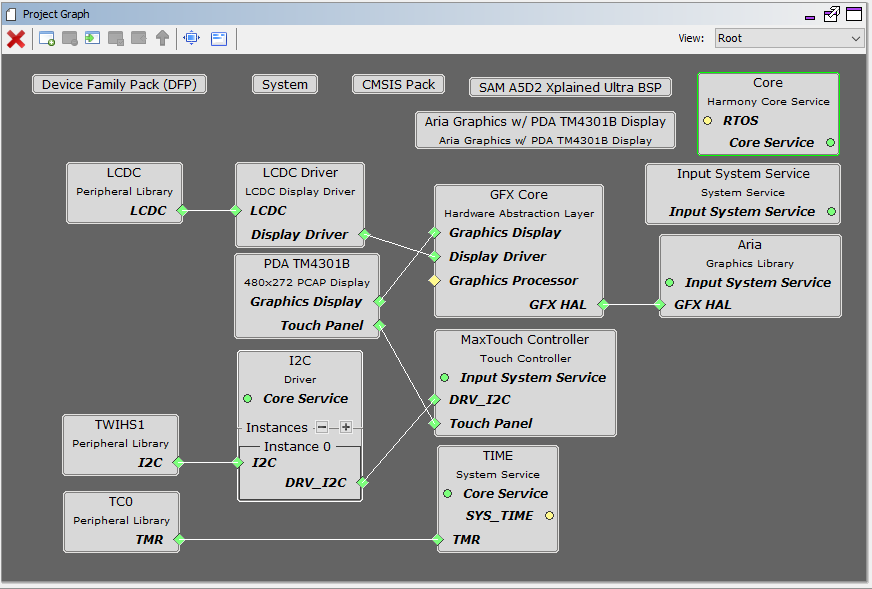 Project Graph
View: Root
Device Family Pack (DFP)
System
CMSIS Pack
SAM A5D2 Xplained Ultra BSP
Aria Graphics w/ PDA TM4301B Display
Aria Graphics w/ PDA TM4301B Display
Core
Harmony Core Service
RTOS
Core Service
LCDC
Peripheral Library
LCDC
LCDC Driver
LCDC Display Driver
LCDC
Display Driver
GFX Core
Hardware Abstraction Layer
Graphics Display
Display Driver
Graphics Processor
GFX HAL
Input System Service
System Service
Input System Service
Aria
Graphics Library
Input System Service
GFX HAL
PDA TM4301B
480x272 PCAP Display
Graphics Display
Touch Panel
MaxTouch Controller
Touch Controller
Input System Service
DRV_I2C
Touch Panel
I2C
Driver
Core Service
Instances
Instance 0
I2C
DRV_I2C
TWIHS1
Peripheral Library
I2C
TC0
Peripheral Library
TMR
TIME
System Service
Core Service
SYS_TIME
TMR